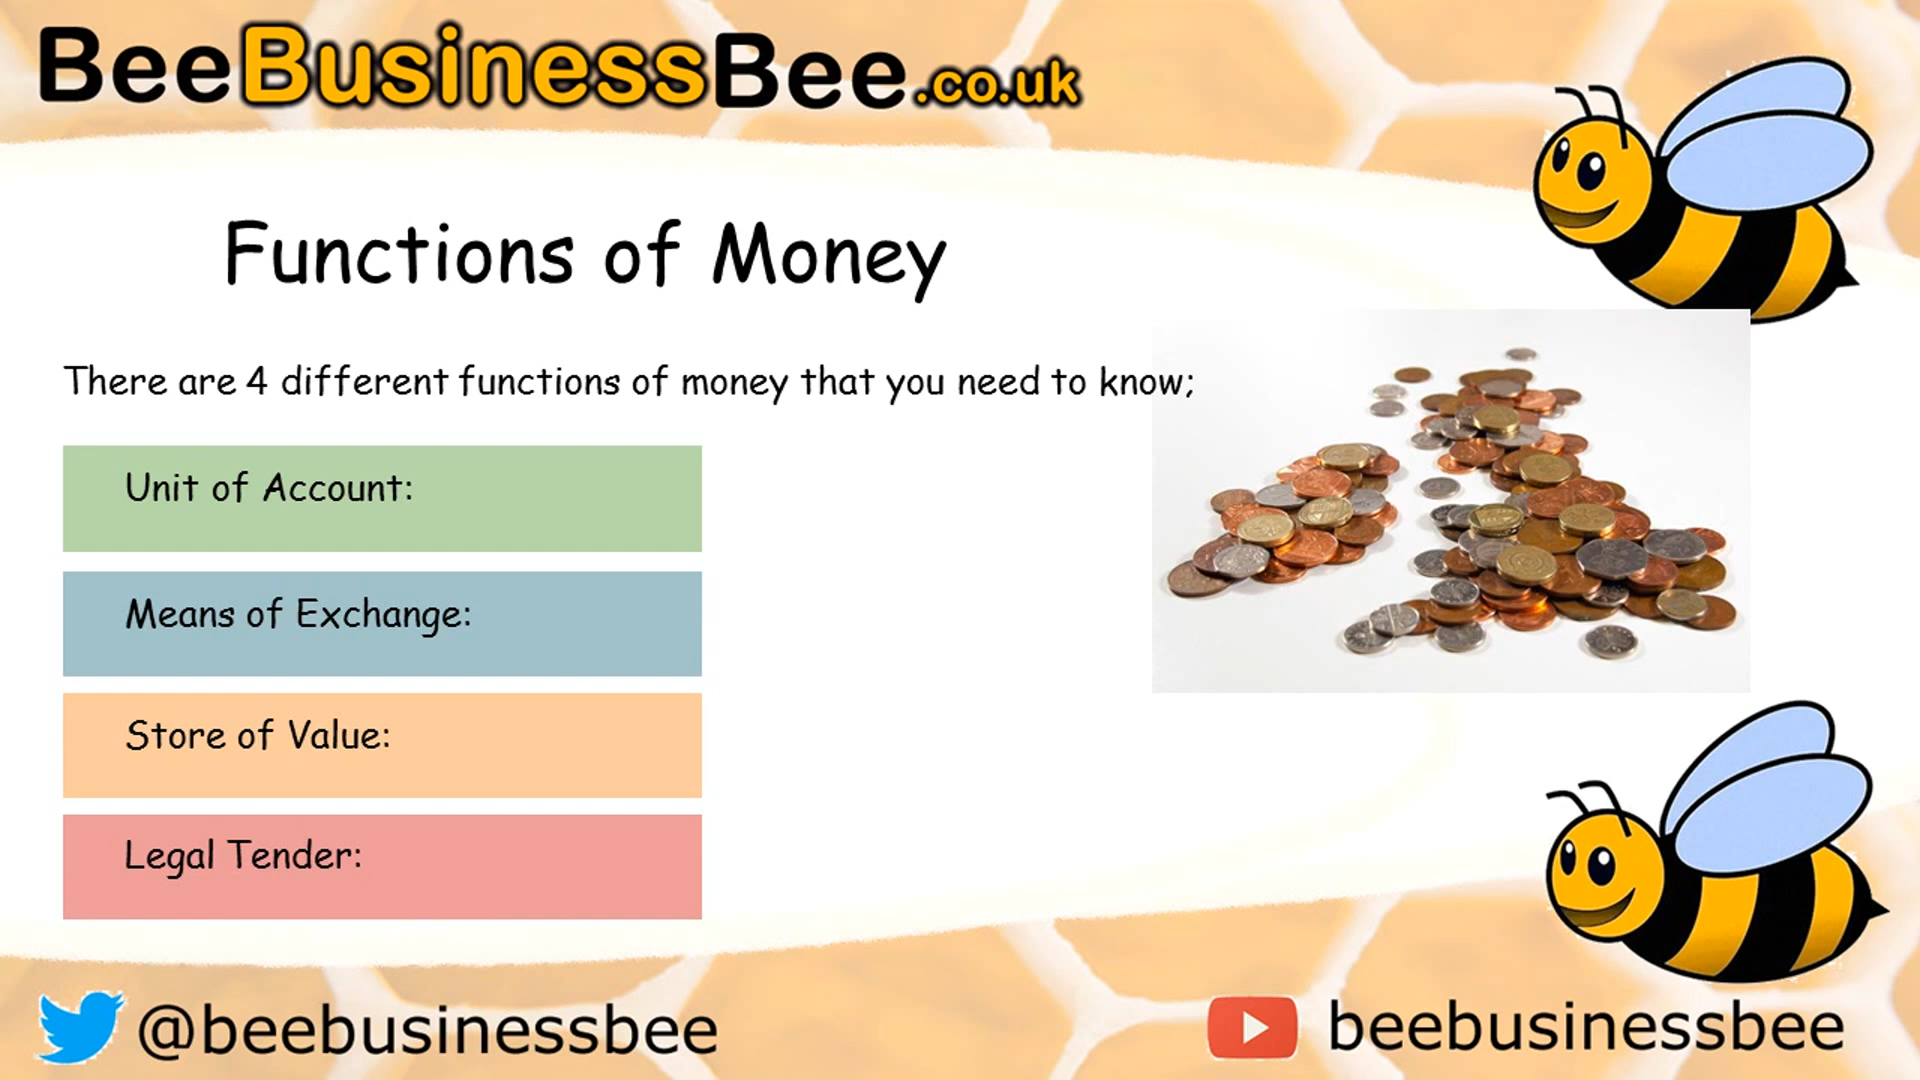 BeeBusinessBee.co.uk
Functions of Money
There are 4 different functions of money that you need to know;
Unit of Account:
Means of Exchange:
Store of Value:
Legal Tender:
@beebusinessbee
beebusinessbee